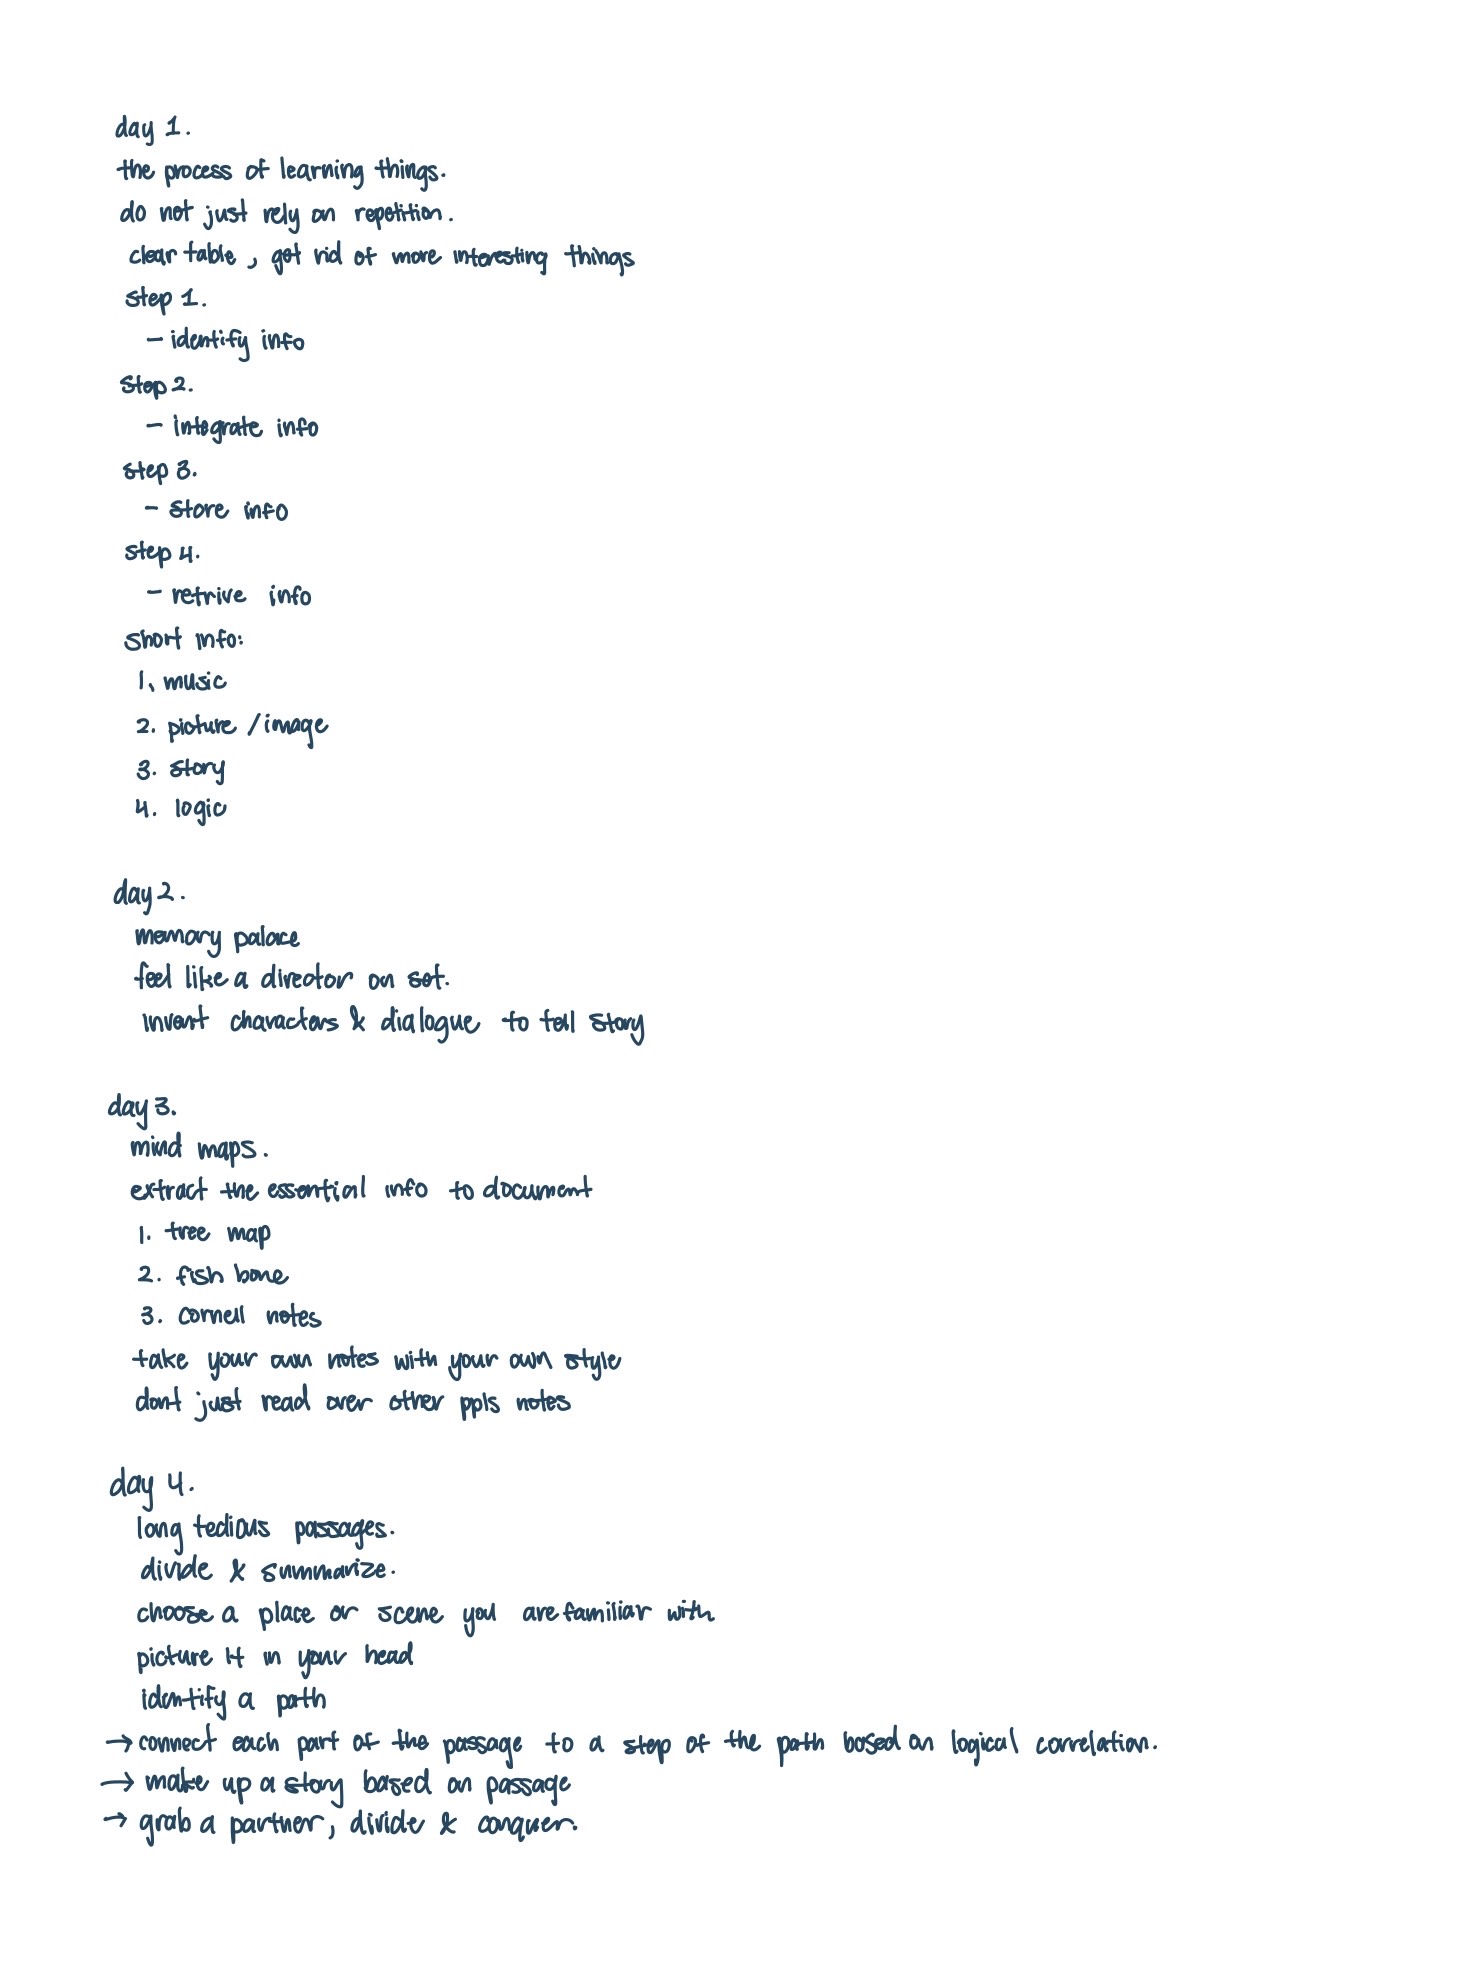 day 1.
the process of learning things.
do not just rely on repetition.
clear table, get rid of more interesting things
step 1.
- identify info
step 2.
- integrate info
step 3.
- store info
step 4.
- retrive info
short info:
1. music
2. picture / image
3. story
4. logic
day 2.
memory palace
feel like a director on set.
invent characters & dialogue to tell story
day 3.
mind maps.
extract the essential info to document
1. tree map
2. fish bone
3. cornell notes
take your own notes with your own style
dont just read over other ppls notes
day 4.
long tedious passages.
divide & summarize.
choose a place or scene you are familiar with
picture it in your head
identify a path
→ connect each part of the passage to a step of the path based on logical correlation.
→ make up a story based on passage
→ grab a partner, divide & conquer.